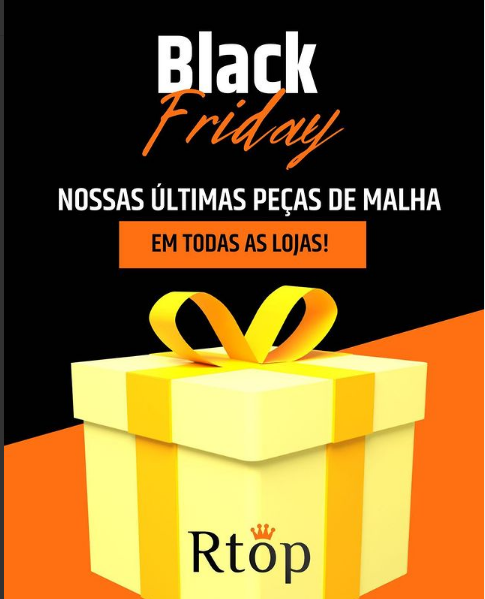 Black
Friday
NOSSAS ÚLTIMAS PEÇAS DE MALHA
EM TODAS AS LOJAS!
Rtop